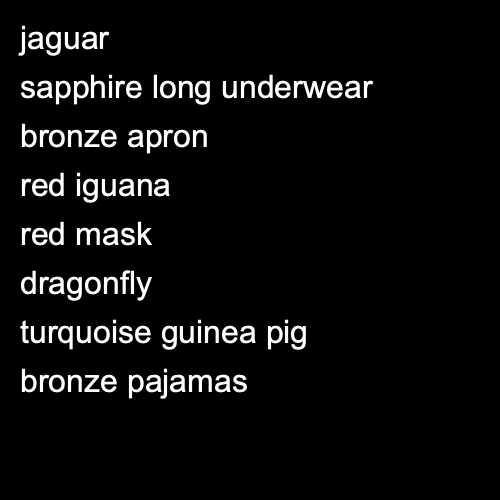 jaguar
sapphire long underwear
bronze apron
red iguana
red mask
dragonfly
turquoise guinea pig
bronze pajamas